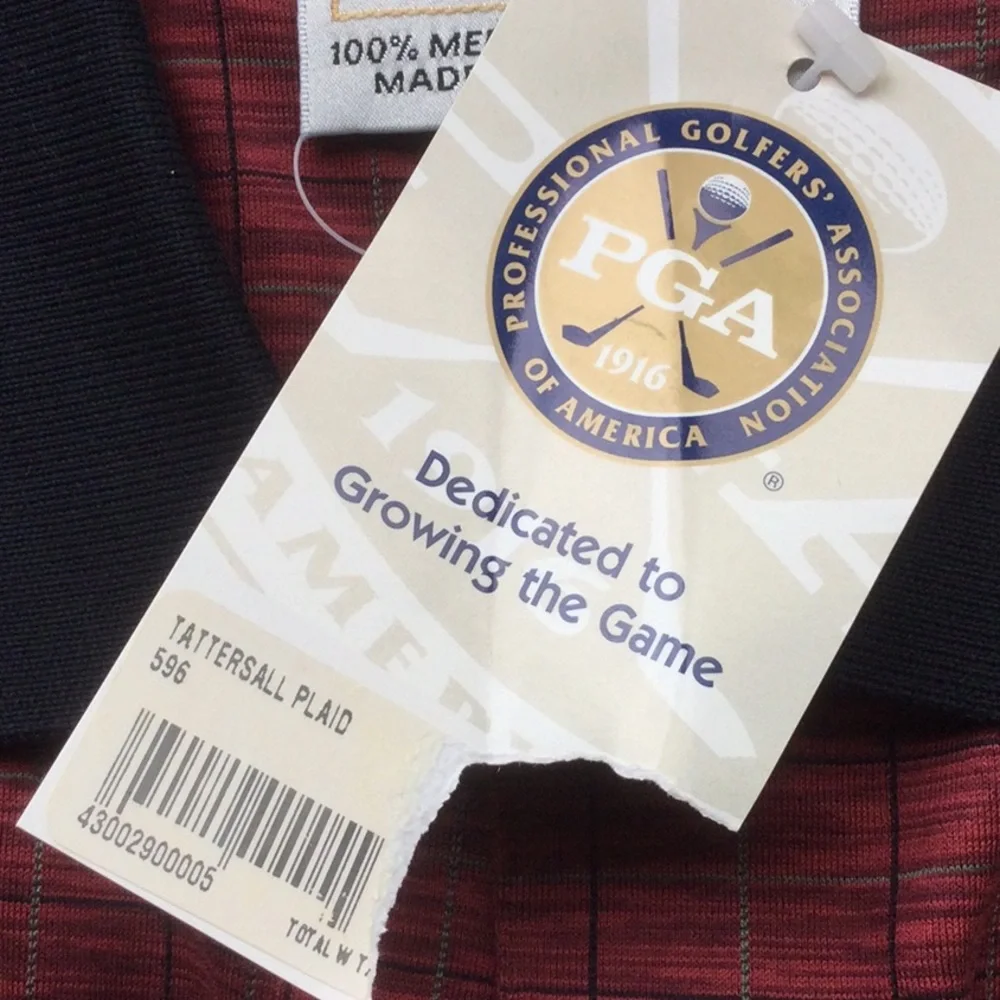 100%
MADE
PROFESSIONAL GOLFERS' ASSOCIATION
OF AMERICA
PGA
1916
®
Dedicated to
Growing the Game
TATTERSALL PLAID
596
43002900005
TOTAL W